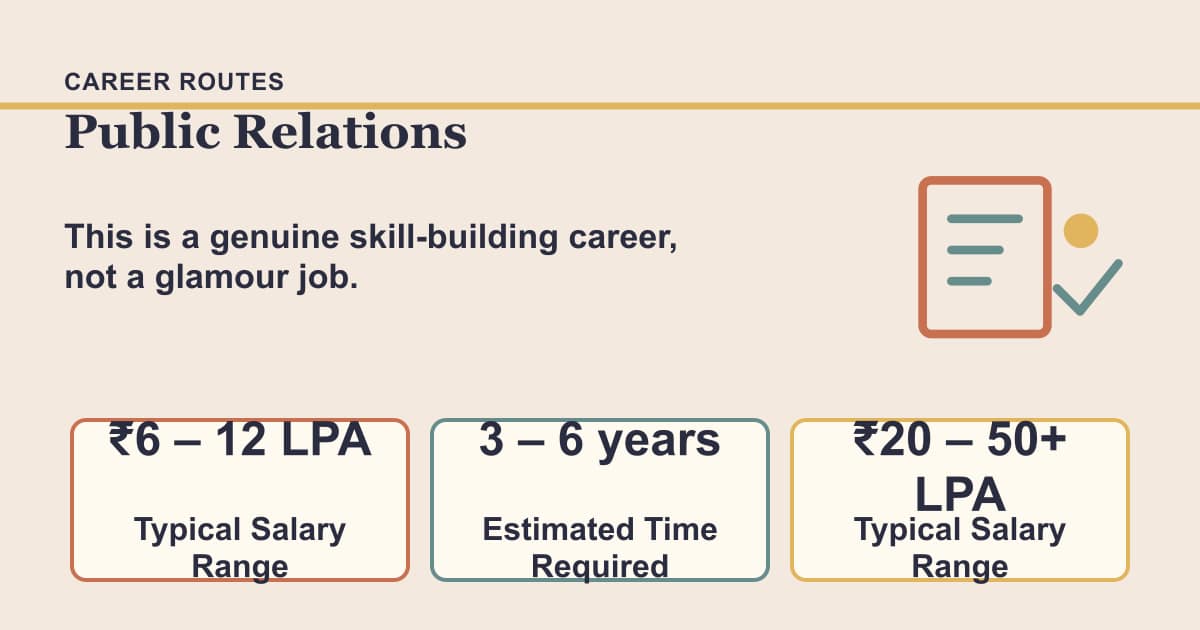 CAREER ROUTES
Public Relations
This is a genuine skill-building career,
not a glamour job.
₹6 – 12 LPA
Typical Salary
Range
3 – 6 years
Estimated Time
Required
₹20 – 50+
LPA
Typical Salary
Range